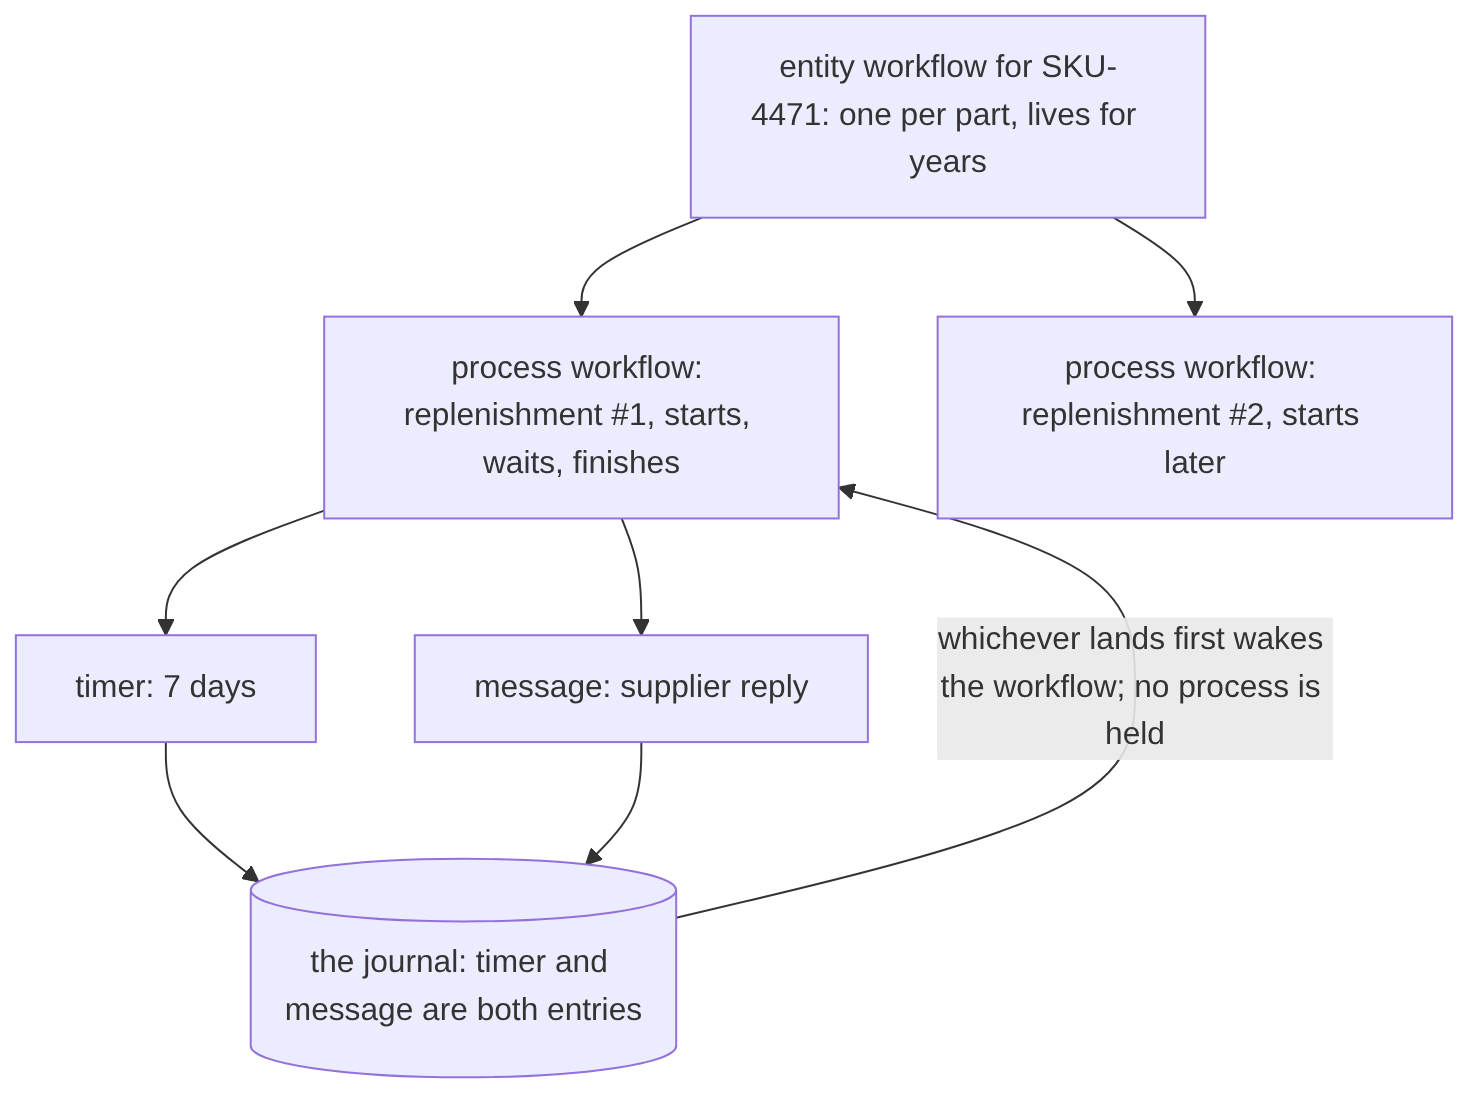 entity workflow for SKU-
4471: one per part, lives for
years
process workflow:
replenishment #1, starts,
waits, finishes
process workflow:
replenishment #2, starts
later
timer: 7 days
message: supplier reply
whichever lands first wakes
the workflow; no process is
held
the journal: timer and
message are both entries